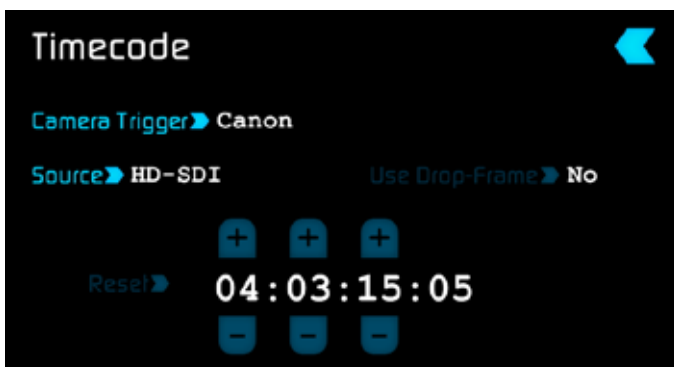 Timecode
Camera Trigger Canon
Source HD-SDI Use Drop-Frame No
+ + +
Reset 04:03:15:05
- - -